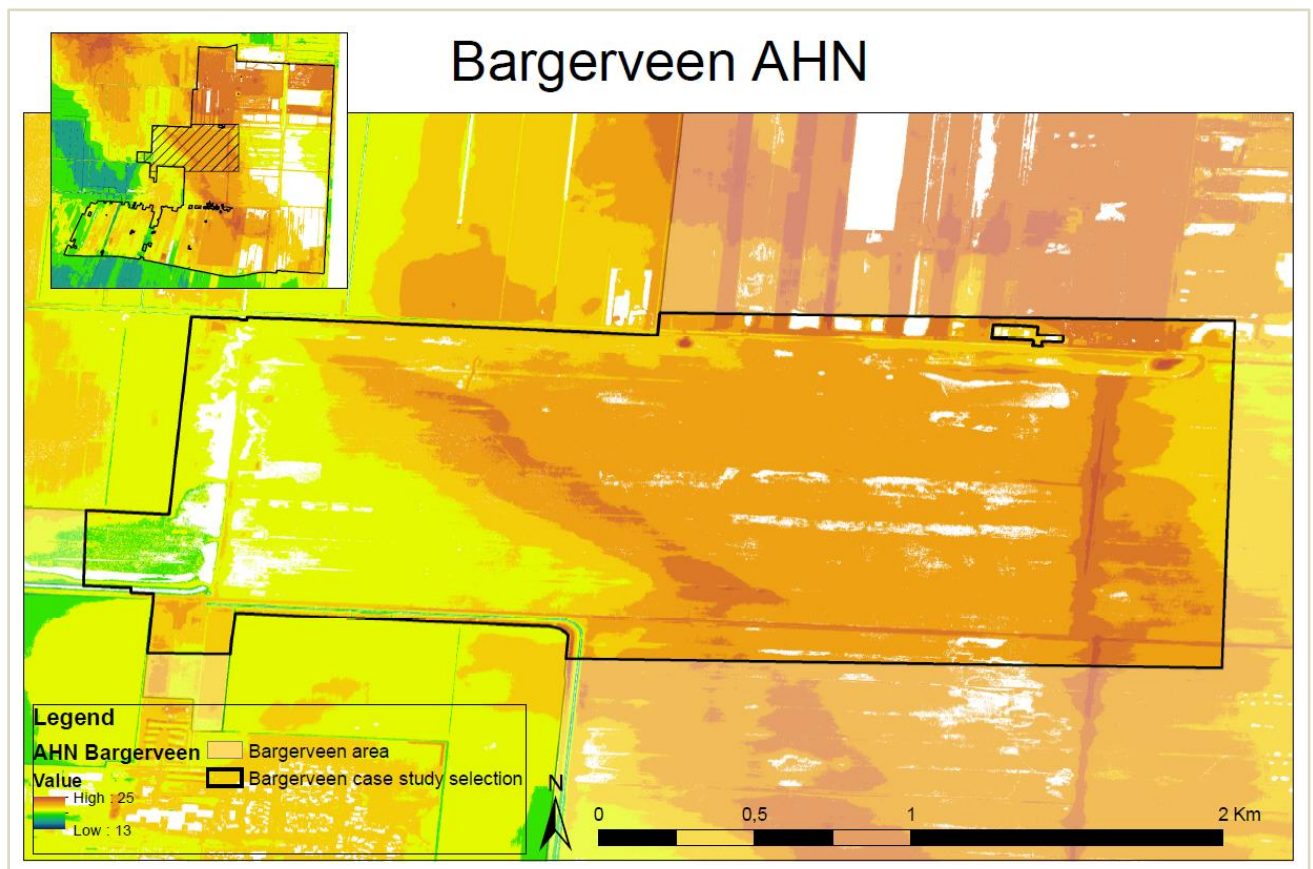 Bargerveen AHN
Legend
AHN Bargerveen
Value
High : 25
Low : 13
Bargerveen area
Bargerveen case study selection
N
0 0,5 1 2 Km